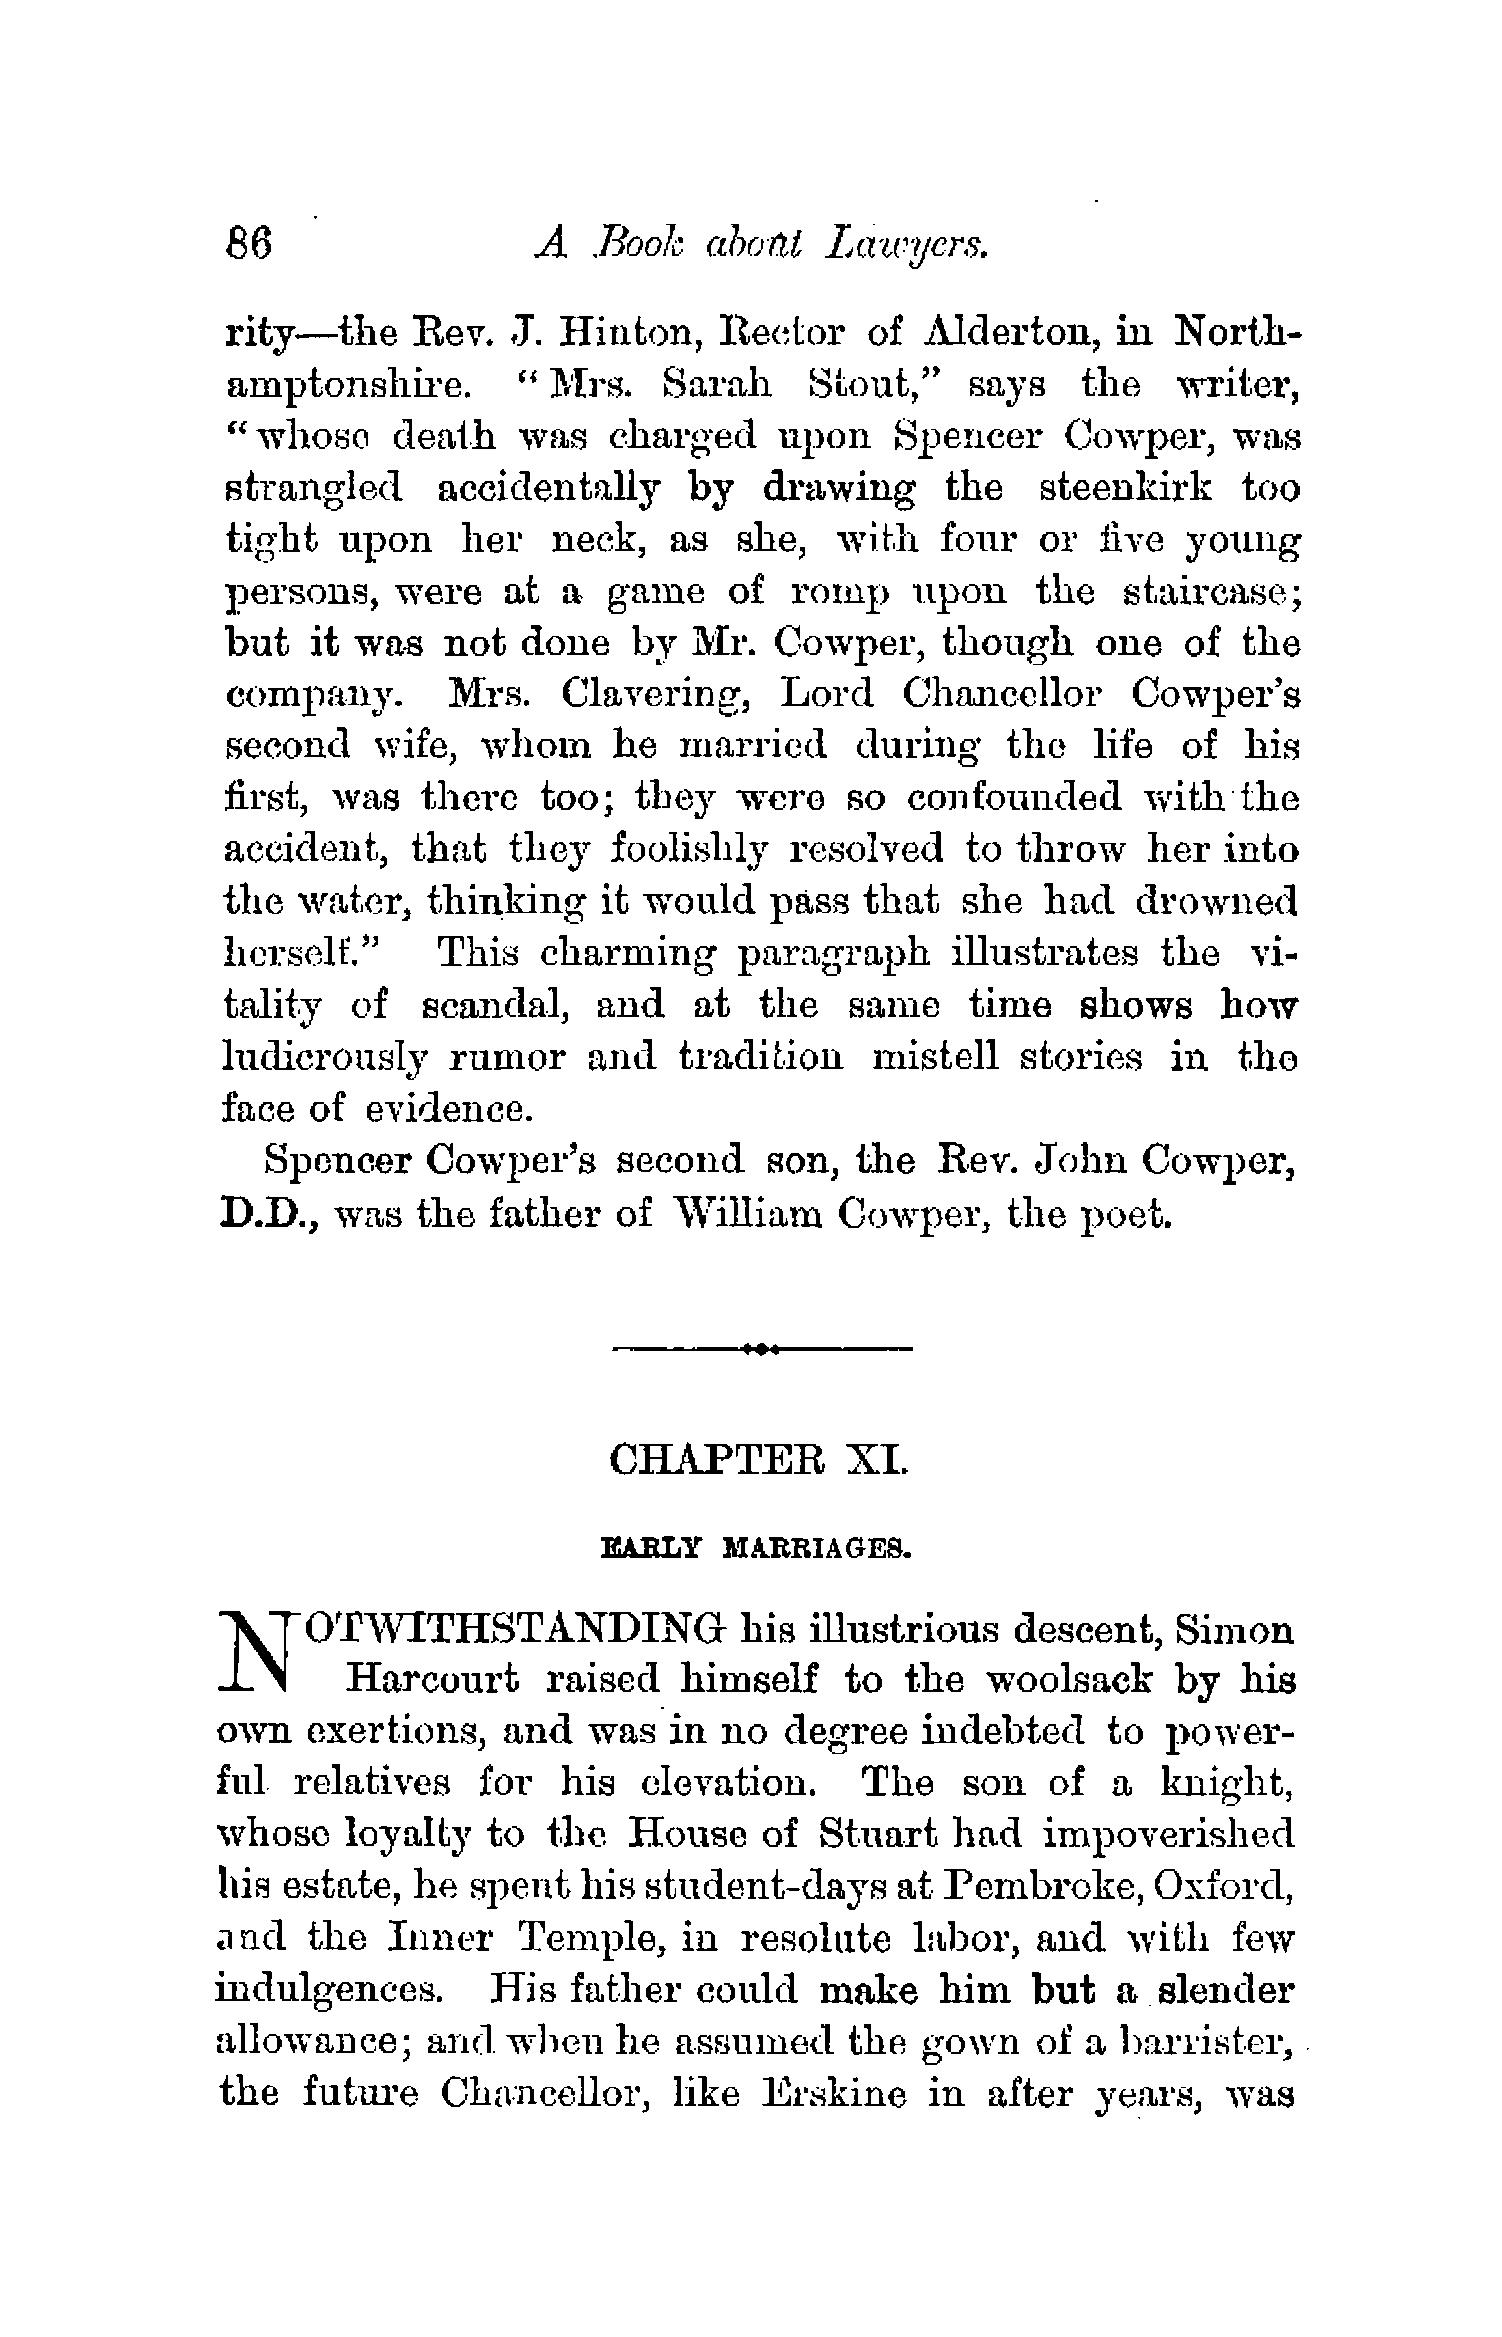 86 A Book about Lawyers.
rity—the Rev. J. Hinton, Rector of Alderton, in North-
amptonshire. "Mrs. Sarah Stout," says the writer,
"whose death was charged upon Spencer Cowper, was
strangled accidentally by drawing the steenkirk too
tight upon her neck, as she, with four or five young
persons, were at a game of romp upon the staircase;
but it was not done by Mr. Cowper, though one of the
company. Mrs. Clavering, Lord Chancellor Cowper's
second wife, whom he married during the life of his
first, was there too; they were so confounded with the
accident, that they foolishly resolved to throw her into
the water, thinking it would pass that she had drowned
herself." This charming paragraph illustrates the vi-
tality of scandal, and at the same time shows how
ludicrously rumor and tradition mistell stories in the
face of evidence.
Spencer Cowper's second son, the Rev. John Cowper,
D.D., was the father of William Cowper, the poet.
CHAPTER XI.
EARLY MARRIAGES.
NOTWITHSTANDING his illustrious descent, Simon
Harcourt raised himself to the woolsack by his
own exertions, and was in no degree indebted to power-
ful relatives for his elevation. The son of a knight,
whose loyalty to the House of Stuart had impoverished
his estate, he spent his student-days at Pembroke, Oxford,
and the Inner Temple, in resolute labor, and with few
indulgences. His father could make him but a slender
allowance; and when he assumed the gown of a barrister,
the future Chancellor, like Erskine in after years, was